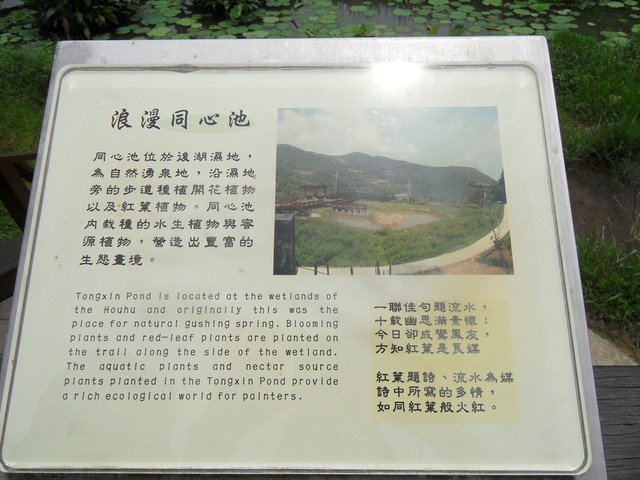 浪漫同心池
同心池位於後湖濕地，
為自然湧泉地，沿濕地
旁的步道種植開花植物
以及紅葉植物。同心池
內栽種的水生植物與蜜
源植物，營造出豐富的
生態畫境。
Tongxin Pond is located at the wetlands of
the Houhu and originally this was the
place for natural gushing spring. Blooming
plants and red-leaf plants are planted on
the trail along the side of the wetland.
The aquatic plants and nectar source
plants planted in the Tongxin Pond provide
a rich ecological world for painters.
一聯佳句題流水，
十載幽思滿素懷；
今日卻成鸞鳳友，
方知紅葉是良媒
紅葉題詩、流水為媒
詩中所寫的多情，
如同紅葉般火紅。